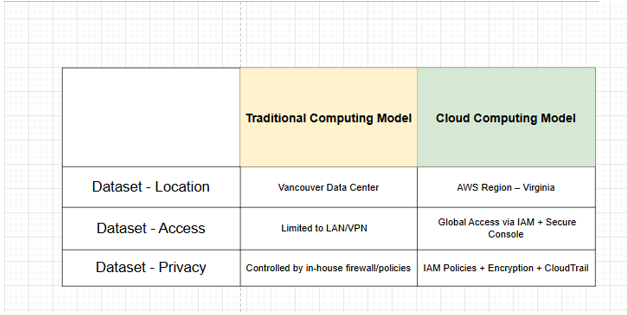 Traditional Computing Model
Cloud Computing Model
Dataset - Location
Vancouver Data Center
AWS Region – Virginia
Dataset - Access
Limited to LAN/VPN
Global Access via IAM + Secure
Console
Dataset - Privacy
Controlled by in-house firewall/policies
IAM Policies + Encryption + CloudTrail